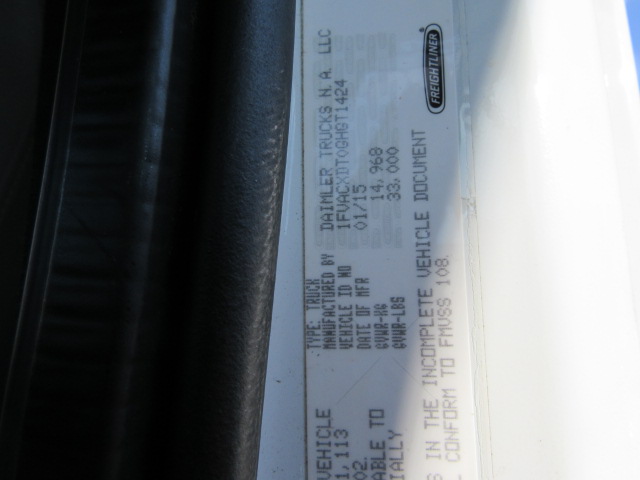 TYPE: TRUCK
MANUFACTURED BY DAIMLER TRUCKS N.A. LLC
VEHICLE ID NO 1FVACXDT0GHGT1424
DATE OF MFR 01/15
GVWR-KG 14,968
GVWR-LBS 33,000
FREIGHTLINER
VEHICLE
1,113
02.
ABLE TO
IALLY
S IN THE INCOMPLETE VEHICLE DOCUMENT
CONFORM TO FMVSS 108.